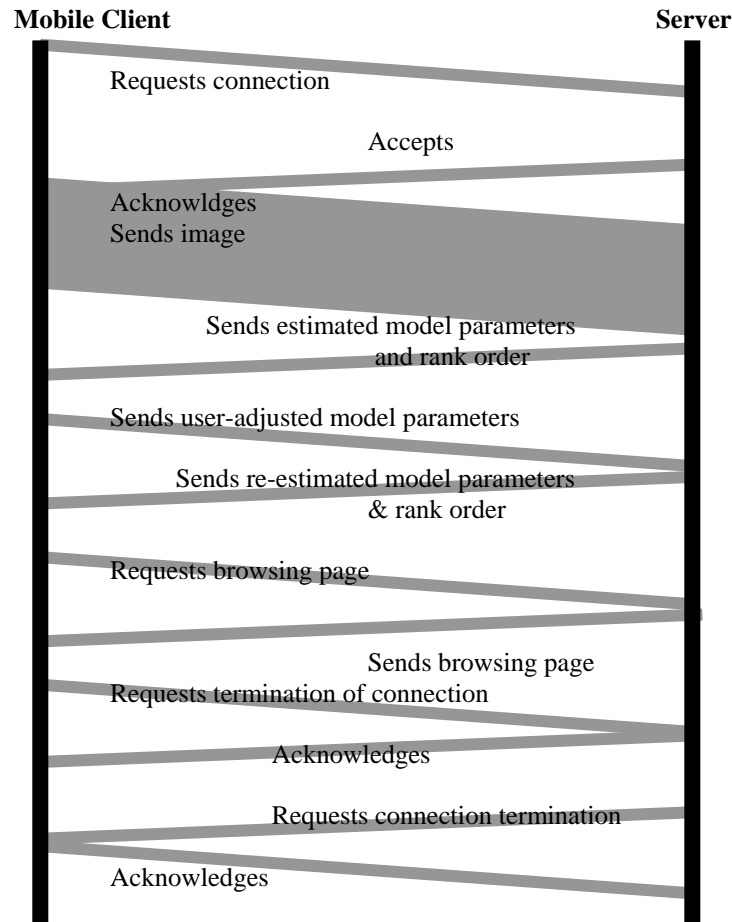 Mobile Client
Server
Requests connection
Accepts
Acknowldges
Sends image
Sends estimated model parameters
and rank order
Sends user-adjusted model parameters
Sends re-estimated model parameters
& rank order
Requests browsing page
Sends browsing page
Requests termination of connection
Acknowledges
Requests connection termination
Acknowledges